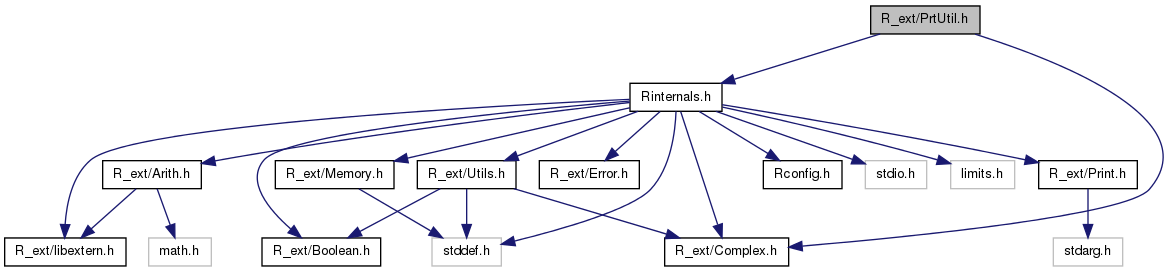 R_ext/PrtUtil.h
Rinternals.h
R_ext/Arith.h
R_ext/Memory.h
R_ext/Utils.h
R_ext/Error.h
Rconfig.h
stdio.h
limits.h
R_ext/Print.h
R_ext/libextern.h
math.h
R_ext/Boolean.h
stddef.h
R_ext/Complex.h
stdarg.h